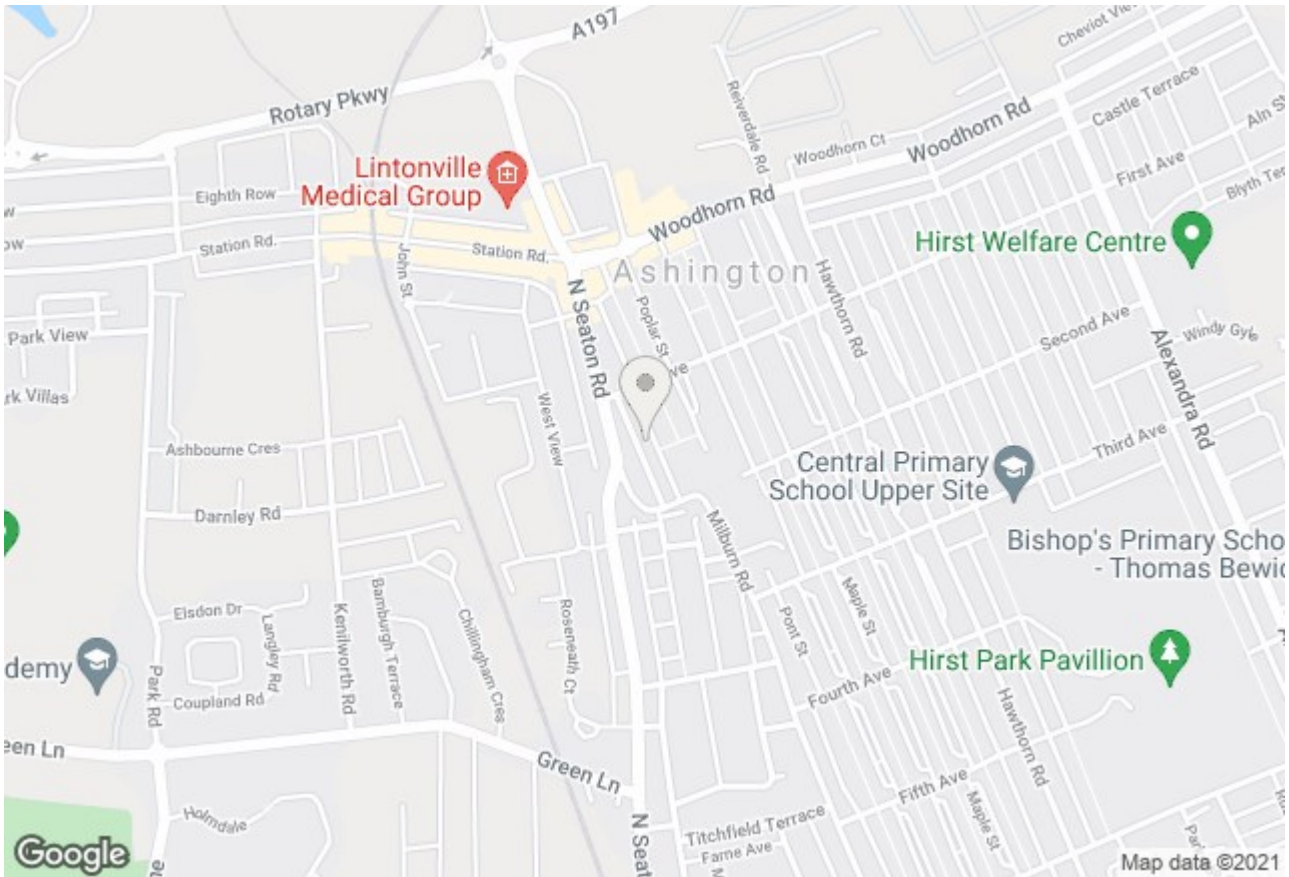 A197
Rotary Pkwy
Cheviot Vie
Castle Terrace
Aln S
Reiverdale Rd
Woodhorn Ct
Woodhorn Rd
First Ave
Blyth Ter
Lintonville
Medical Group
Eighth Row
Station Rd.
Station Rd.
John St.
Woodhorn Rd
Hirst Welfare Centre
Ashington
N Seaton Rd
Poplar St
Hawthorn Rd
Second Ave
Windy Gyle
Park View
rk Villas
Alexandra Rd
West View
Ashbourne Cres
Third Ave
Central Primary
School Upper Site
Darnley Rd
Milburn Rd
Bishop's Primary Scho
- Thomas Bewic
Elsdon Dr
Langley Rd
Kenilworth Rd
Bamburgh Terrace
Chillingham Cres
Roseneath Ct
Pont St
Maple St
demy
Park Rd
Coupland Rd
Hirst Park Pavillion
Fourth Ave
Hawthorn Rd
een Ln
Green Ln
Fifth Ave
Maple St
Holmdale
N Seat
Titchfield Terrace
Farne Ave
Google
Map data ©2021